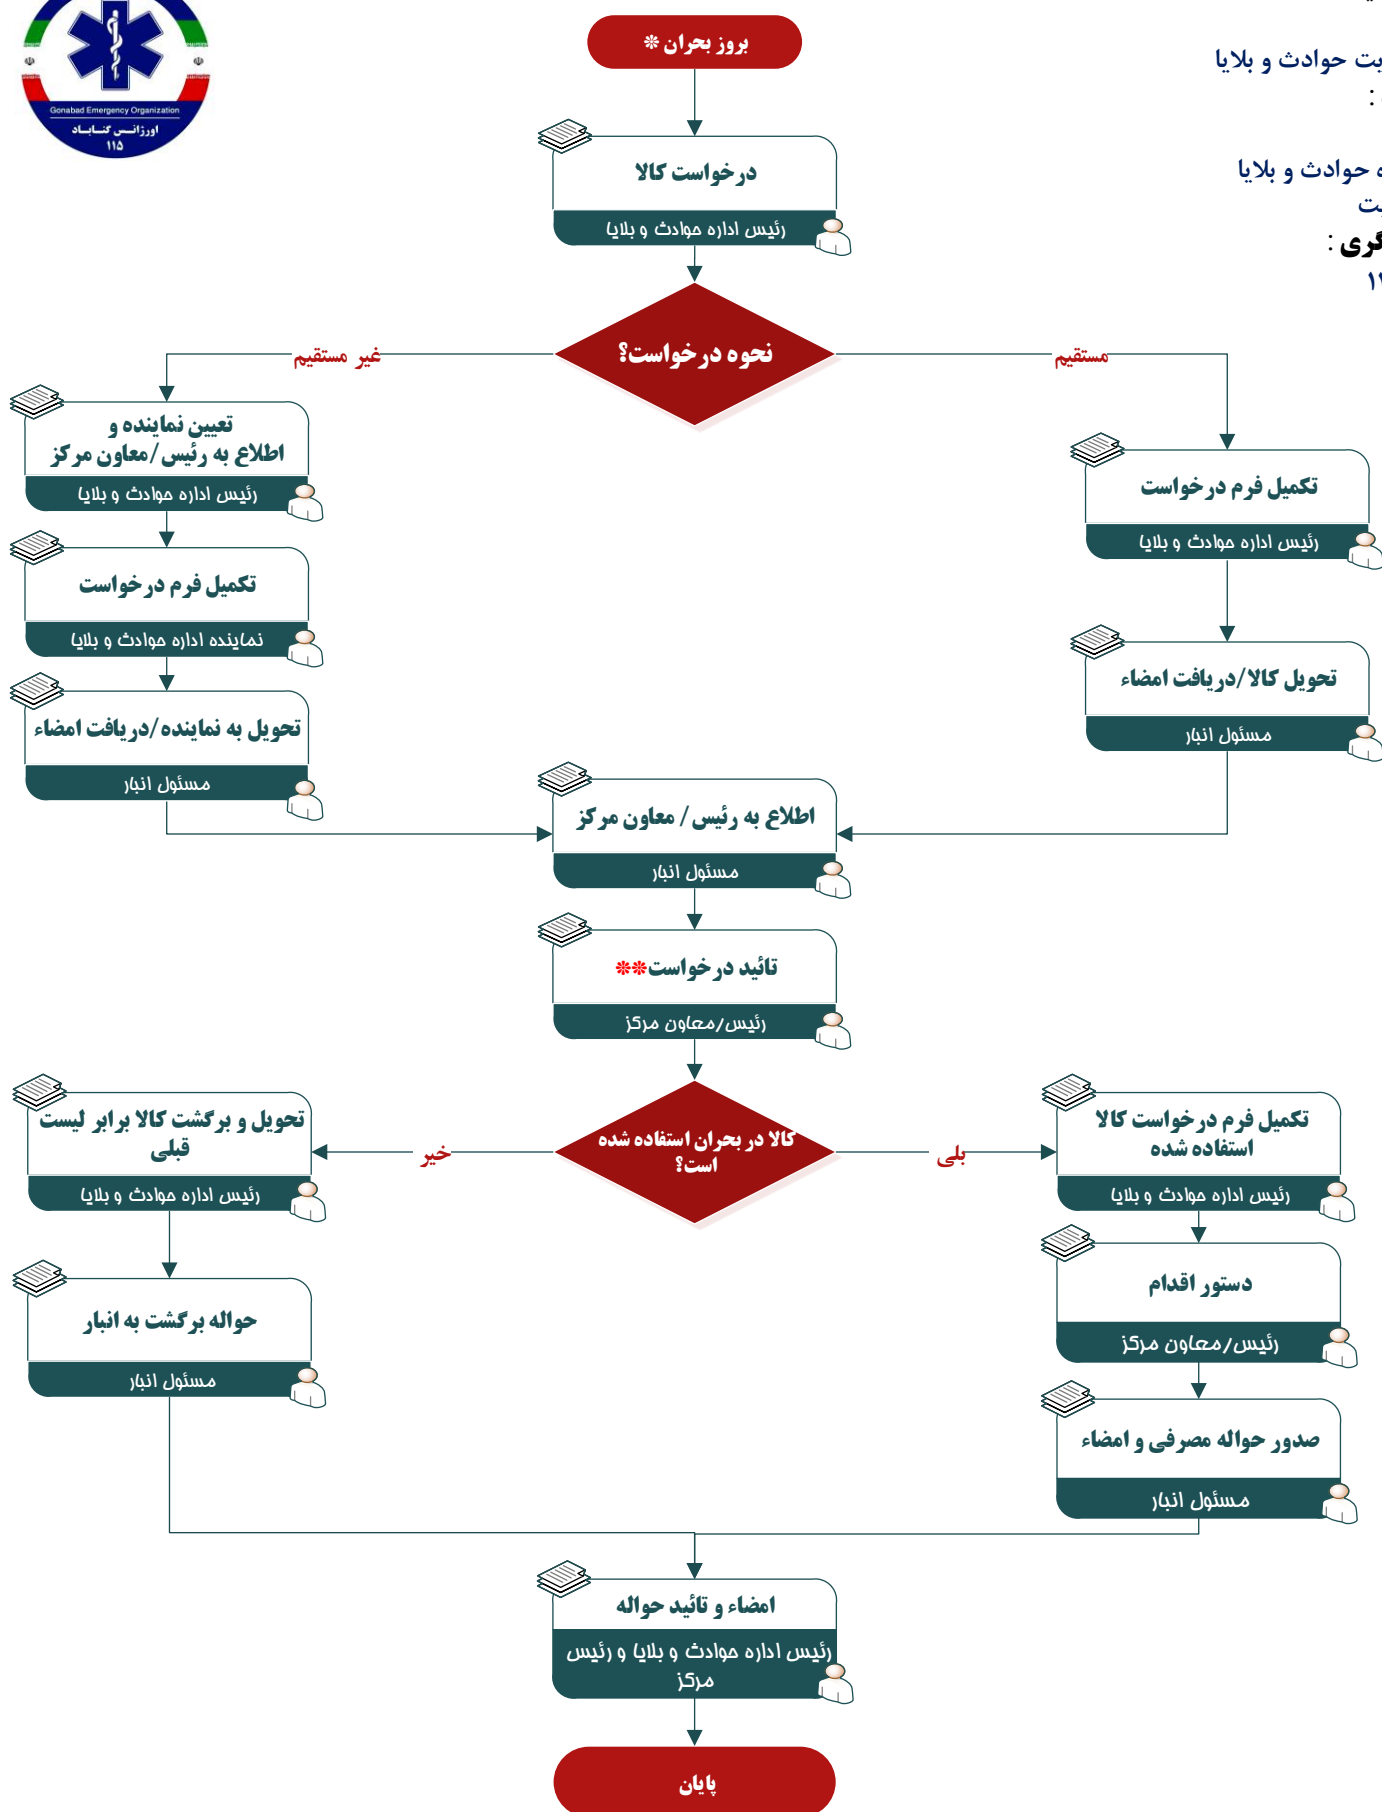 Gonabad Emergency Organization
اورژانس گناباد
۱۱۵
حوادث و بلایا
:
حوادث و بلایا
:
بروز بحران *
درخواست کالا
رئیس اداره حوادث و بلایا
نحوه درخواست؟
غیر مستقیم
مستقیم
تعیین نماینده و
اطلاع به رئیس/معاون مرکز
رئیس اداره حوادث و بلایا
تکمیل فرم درخواست
نماینده اداره حوادث و بلایا
تحویل به نماینده/دریافت امضاء
مسئول انبار
تکمیل فرم درخواست
رئیس اداره حوادث و بلایا
تحویل کالا/دریافت امضاء
مسئول انبار
اطلاع به رئیس/ معاون مرکز
مسئول انبار
تائید درخواست**
رئیس/معاون مرکز
کالا در بحران استفاده شده
است؟
خیر
بلی
تحویل و برگشت کالا برابر لیست
قبلی
رئیس اداره حوادث و بلایا
حواله برگشت به انبار
مسئول انبار
تکمیل فرم درخواست کالا
استفاده شده
رئیس اداره حوادث و بلایا
دستور اقدام
رئیس/معاون مرکز
صدور حواله مصرفی و امضاء
مسئول انبار
امضاء و تائید حواله
رئیس اداره حوادث و بلایا و رئیس
مرکز
پایان